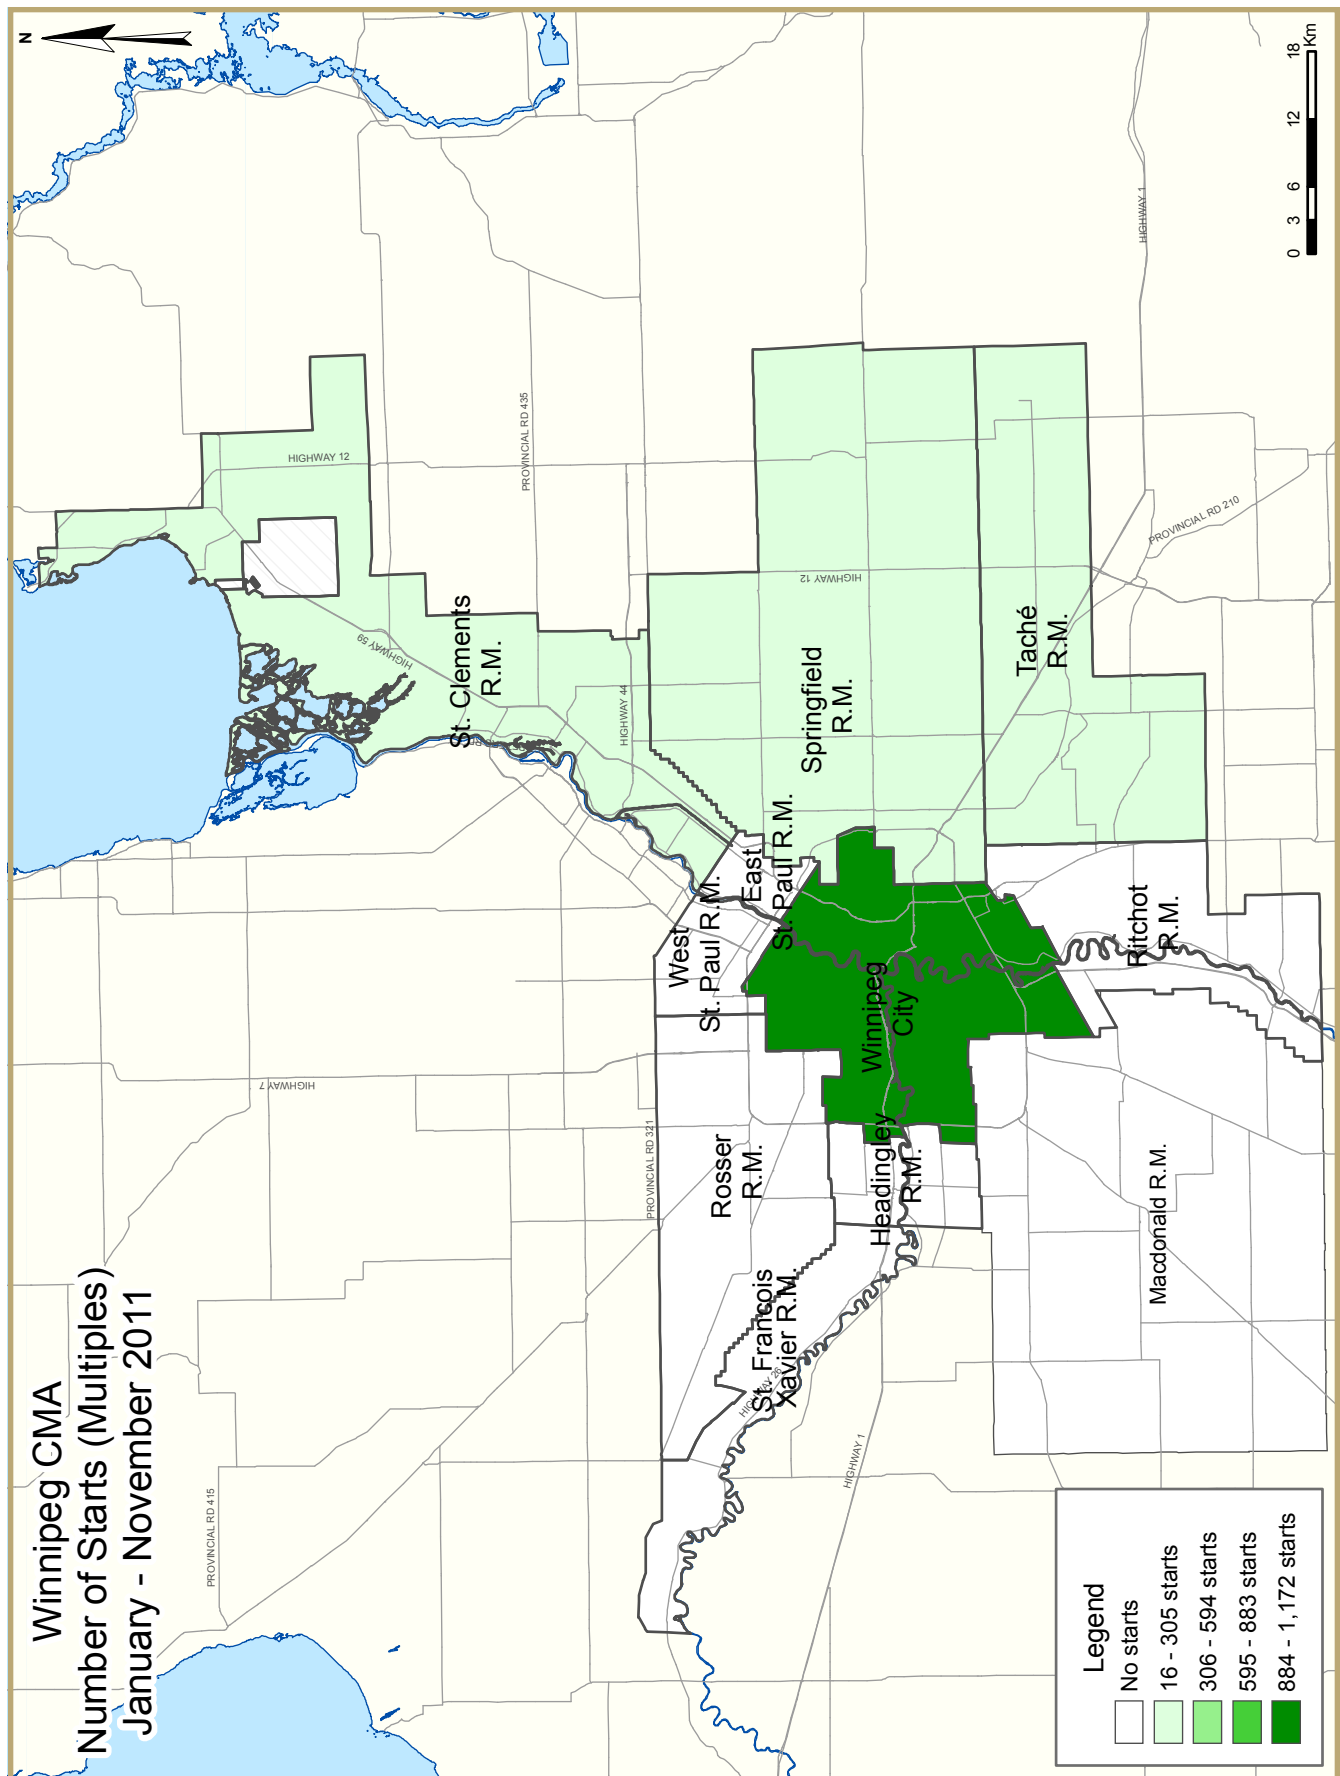 Winnipeg CMA
Number of Starts (Multiples)
January - November 2011
N
PROVINCIAL RD 415
HIGHWAY 7
HIGHWAY 59
HIGHWAY 12
PROVINCIAL RD 435
St. Clements
R.M.
HIGHWAY 44
PROVINCIAL RD 321
West
St. Paul R.M.
East
St. Paul R.M.
Springfield
R.M.
HIGHWAY 12
Rosser
R.M.
St. Francois
Xavier R.M.
HIGHWAY 26
Headingley
R.M.
Winnipeg
City
HIGHWAY 1
Taché
R.M.
Ritchot
R.M.
Macdonald R.M.
HIGHWAY 1
PROVINCIAL RD 210
Legend
No starts
16 - 305 starts
306 - 594 starts
595 - 883 starts
884 - 1,172 starts
0 3 6 12 18
Km